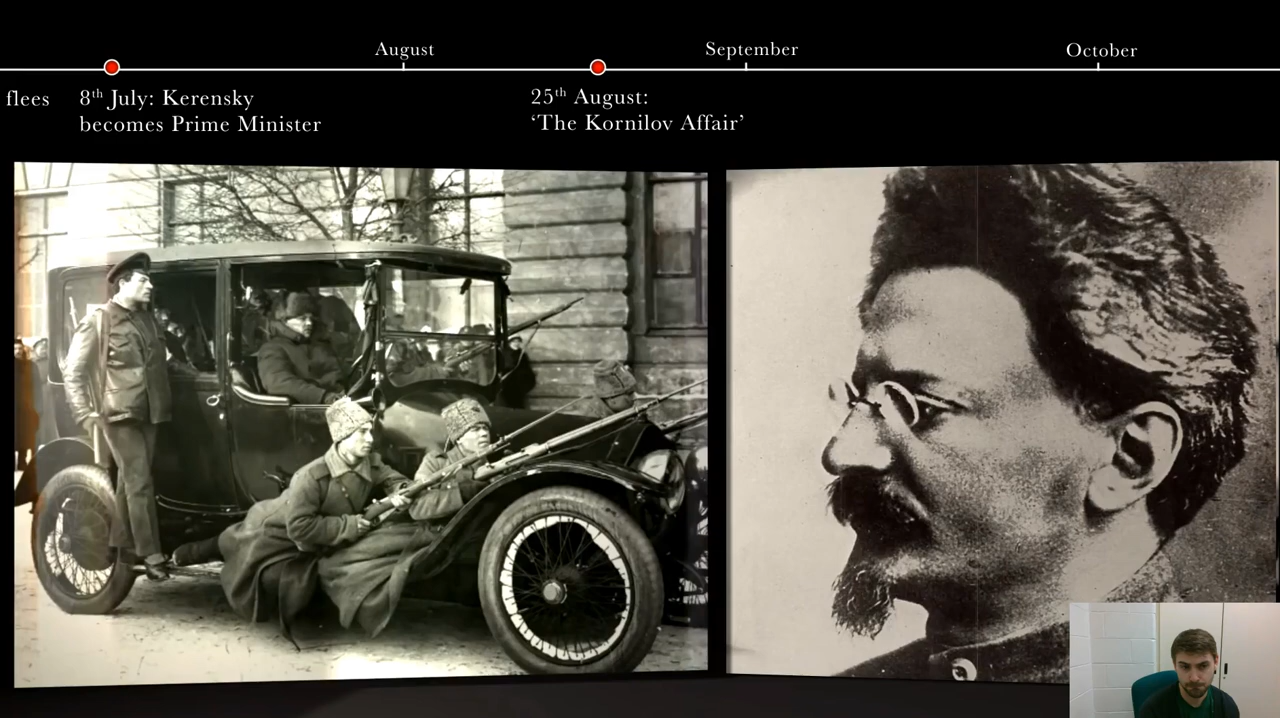 August
September
October
flees
8th July: Kerensky
becomes Prime Minister
25th August:
‘The Kornilov Affair’